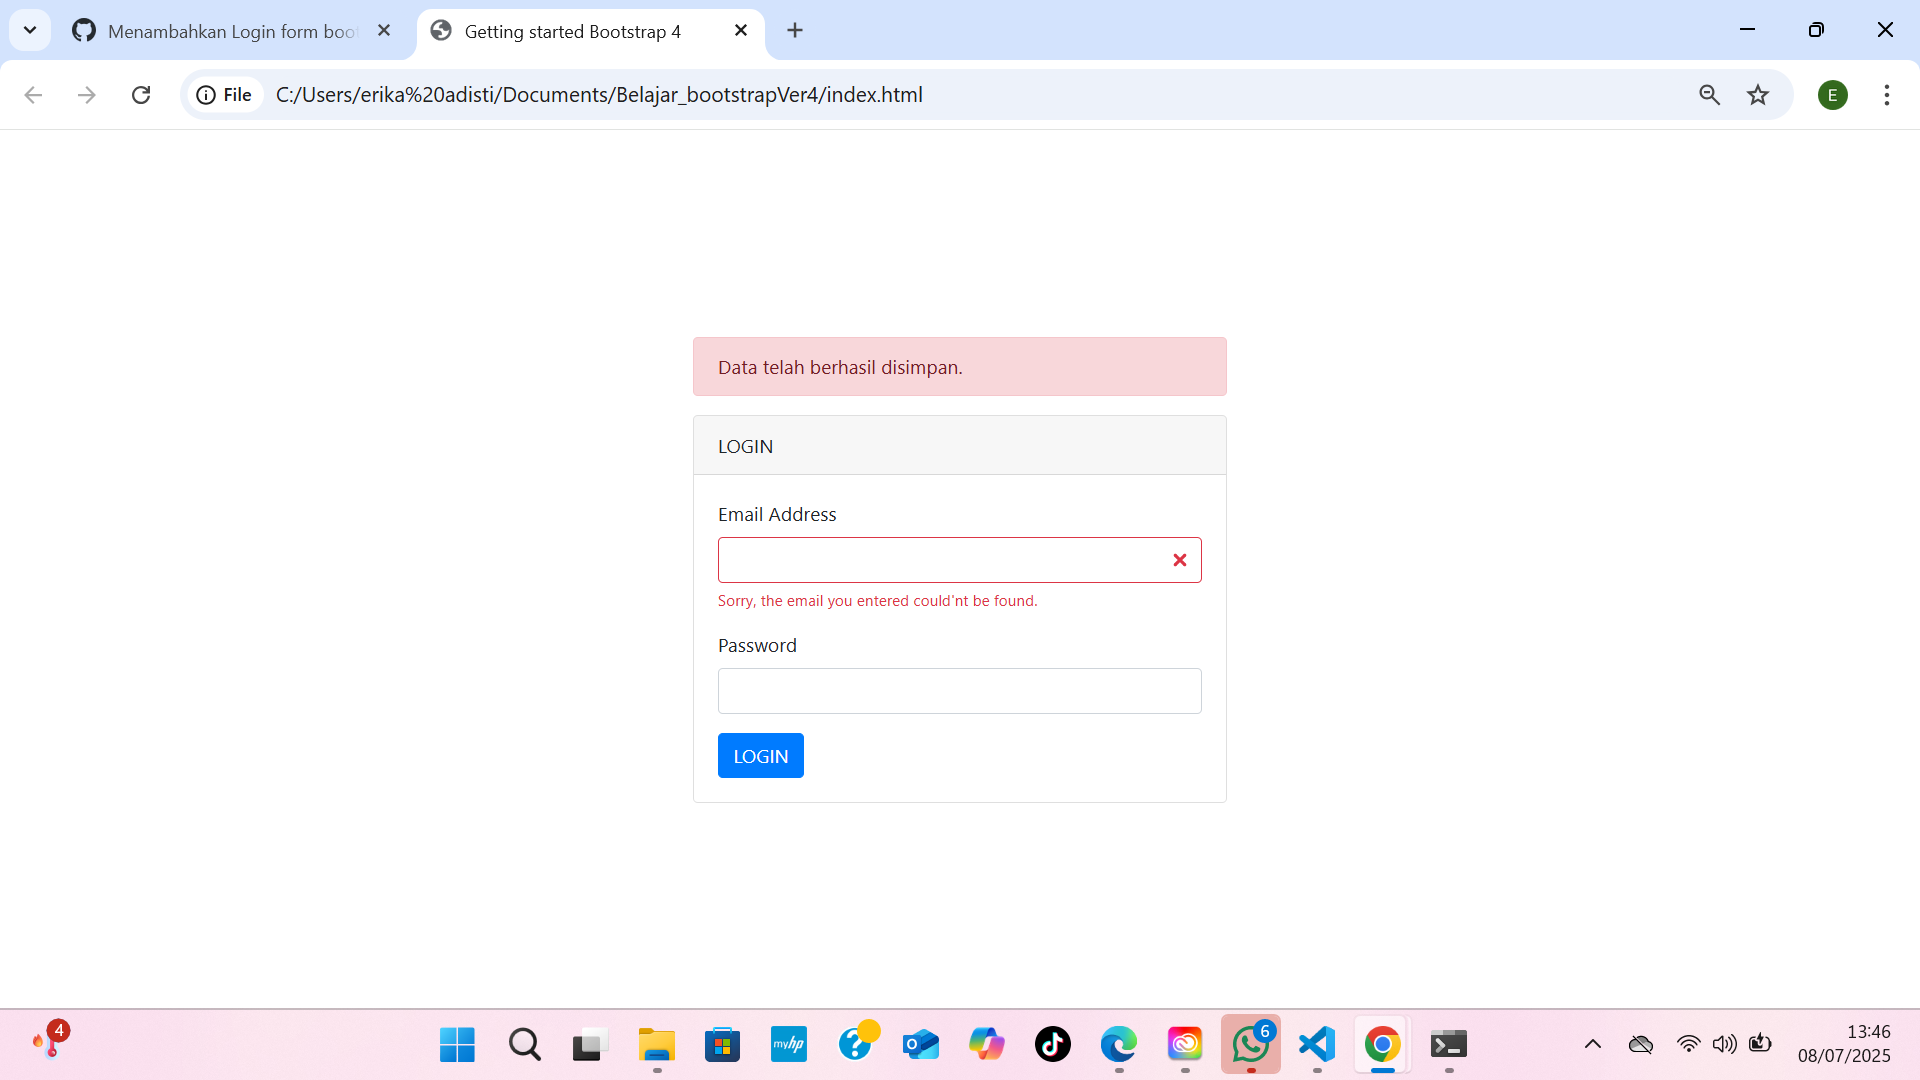 Menambahkan Login form boo
Getting started Bootstrap 4
File
C:/Users/erika%20adisti/Documents/Belajar_bootstrapVer4/index.html
E
Data telah berhasil disimpan.
LOGIN
Email Address
Sorry, the email you entered could'nt be found.
Password
LOGIN
4
myhp
6
13:46
08/07/2025